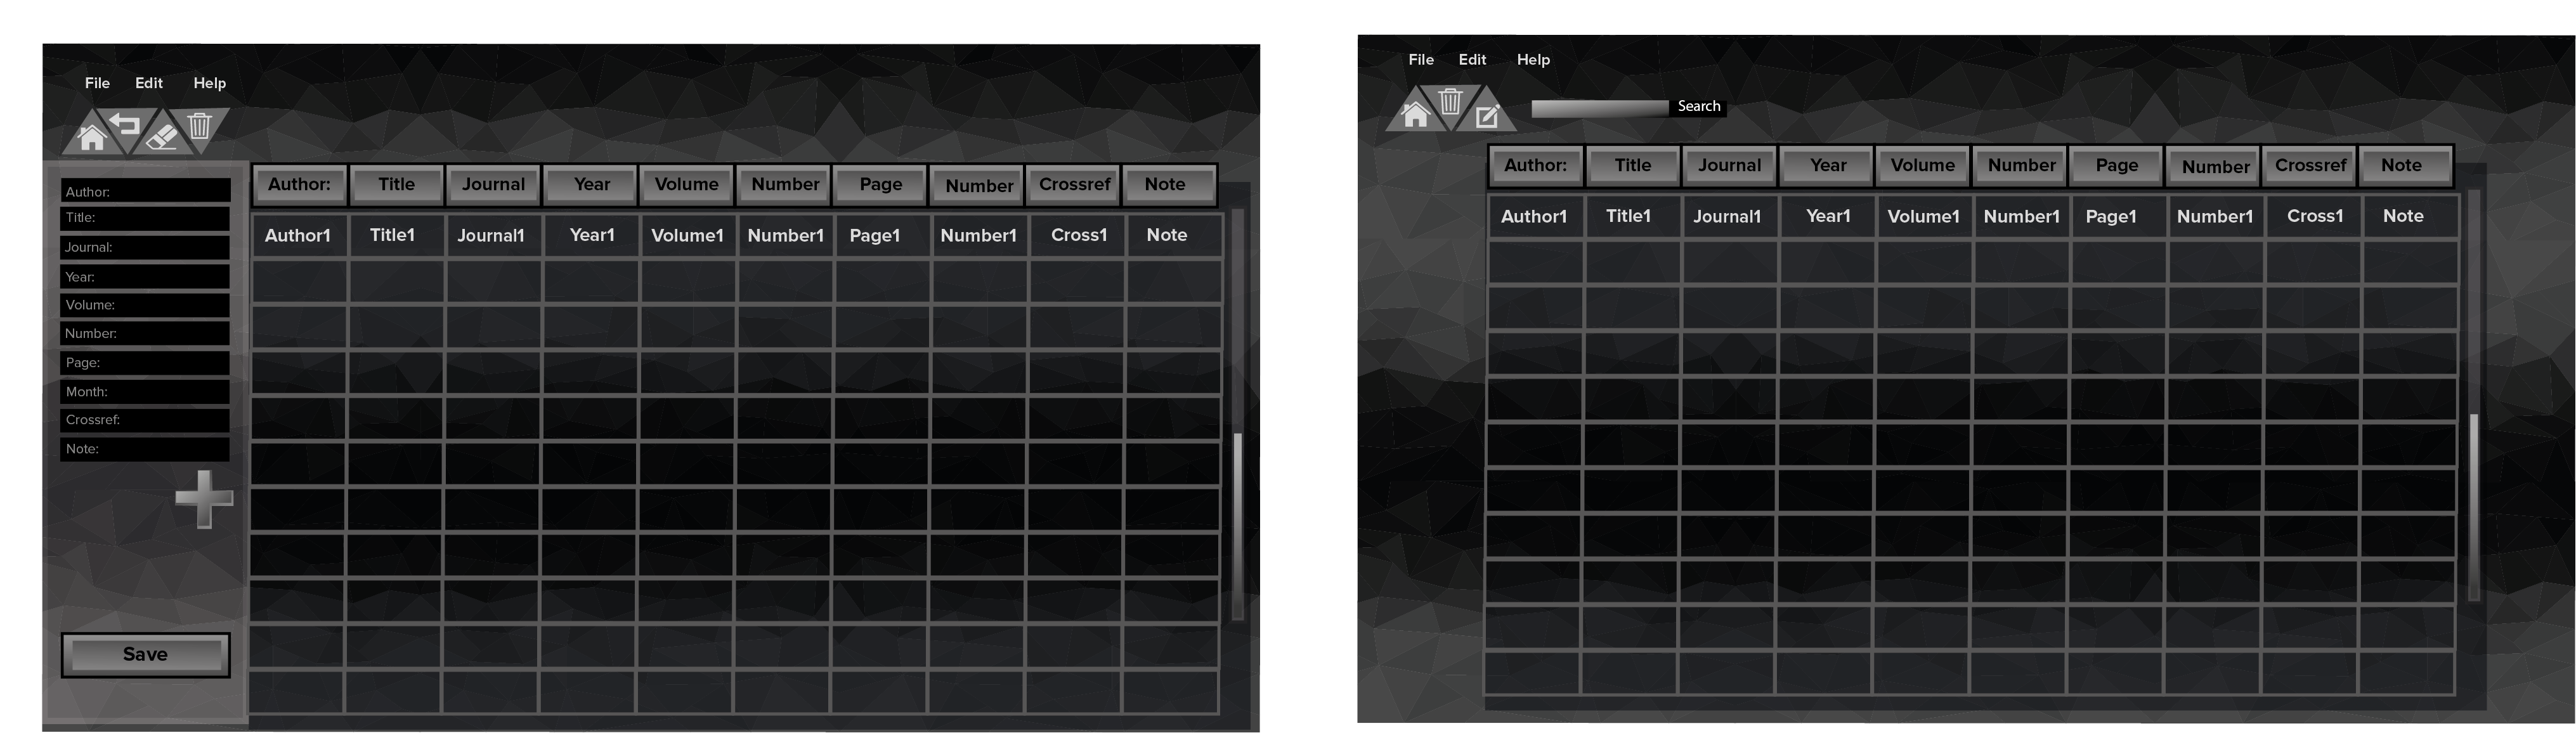 File Edit Help
Author:
Title:
Journal:
Year:
Volume:
Number:
Page:
Month:
Crossref:
Note:
Save
Author: Title Journal Year Volume Number Page Number Crossref Note
Author1 Title1 Journal1 Year1 Volume1 Number1 Page1 Number1 Cross1 Note
File Edit Help
Search
Author: Title Journal Year Volume Number Page Number Crossref Note
Author1 Title1 Journal1 Year1 Volume1 Number1 Page1 Number1 Cross1 Note